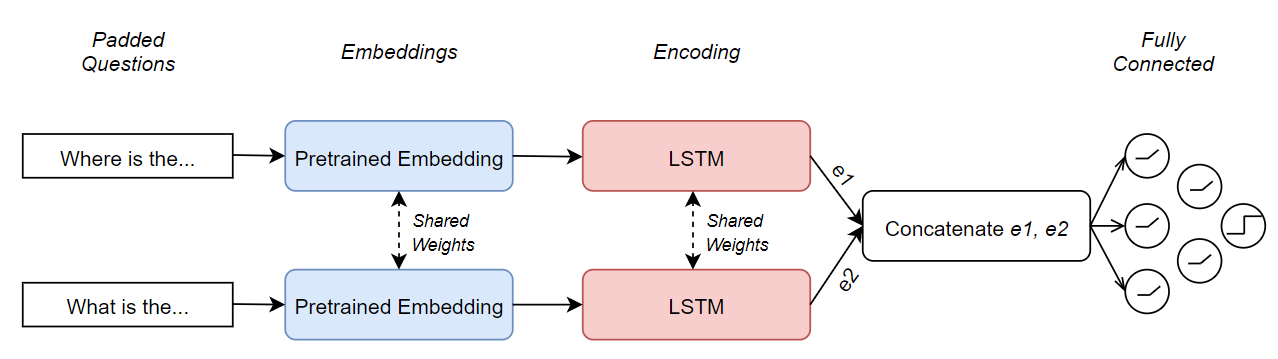 Padded
Questions
Embeddings
Encoding
Fully
Connected
Where is the...
Pretrained Embedding
LSTM
e1
Shared
Weights
Shared
Weights
Concatenate e1, e2
What is the...
Pretrained Embedding
LSTM
e2